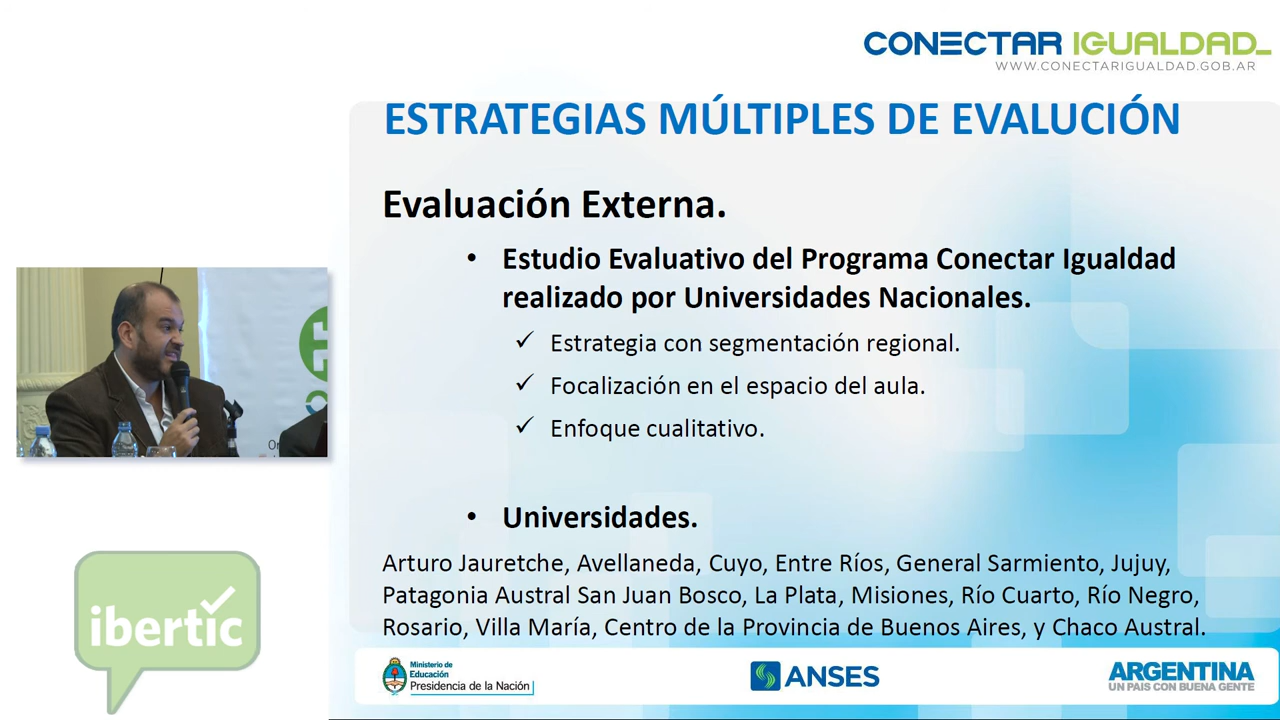 CONECTAR IGUALDAD_
WWW.CONECTARIGUALDAD.GOB.AR
ESTRATEGIAS MÚLTIPLES DE EVALUCIÓN
Evaluación Externa.
• Estudio Evaluativo del Programa Conectar Igualdad
realizado por Universidades Nacionales.
✓ Estrategia con segmentación regional.
✓ Focalización en el espacio del aula.
✓ Enfoque cualitativo.
• Universidades.
Arturo Jauretche, Avellaneda, Cuyo, Entre Ríos, General Sarmiento, Jujuy,
Patagonia Austral San Juan Bosco, La Plata, Misiones, Río Cuarto, Río Negro,
Rosario, Villa María, Centro de la Provincia de Buenos Aires, y Chaco Austral.
ibertic
Ministerio de
Educación
Presidencia de la Nación
ANSES
ARGENTINA
UN PAIS CON BUENA GENTE